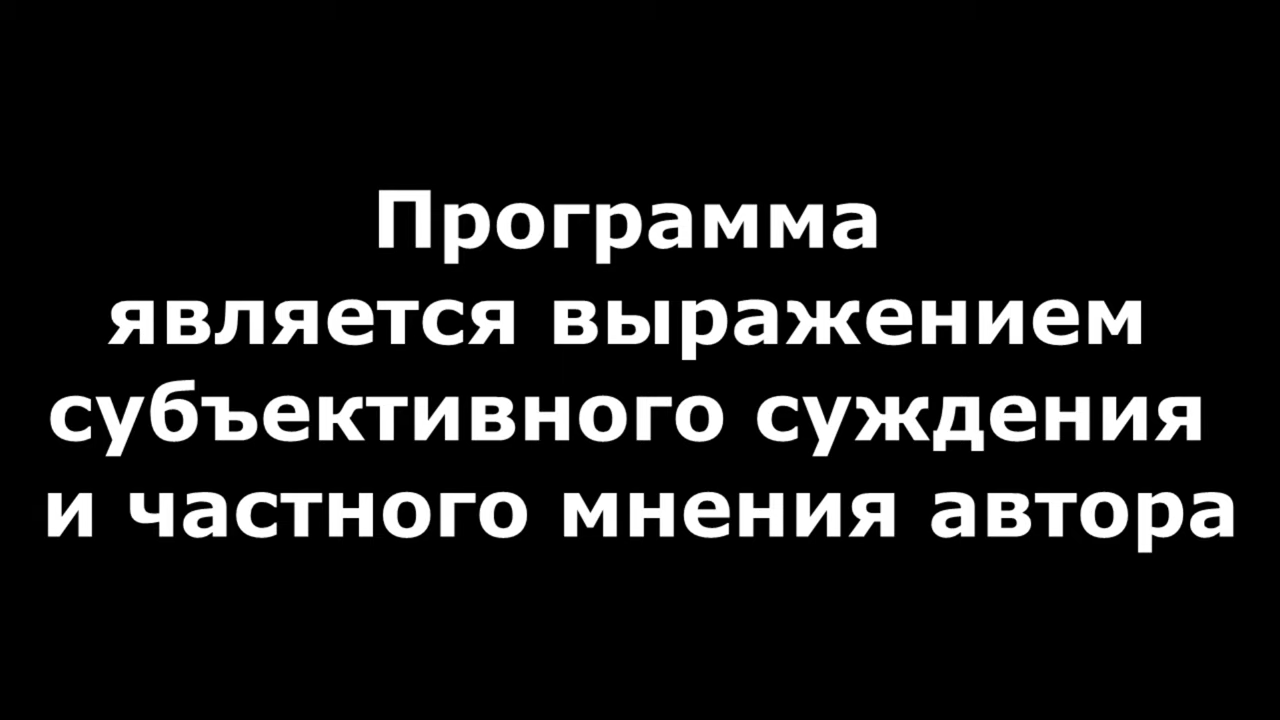 Программа
является выражением
субъективного суждения
и частного мнения автора